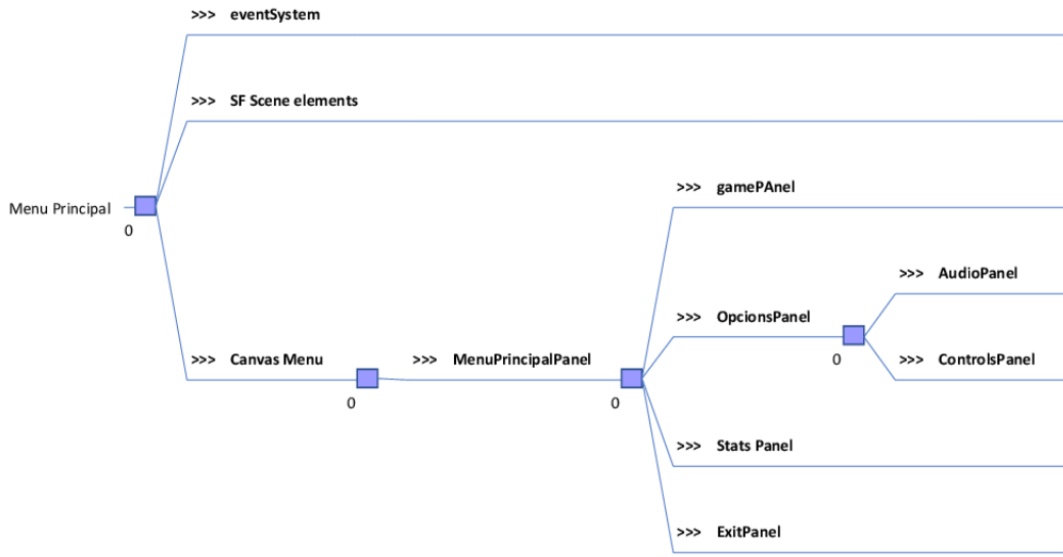 >>> eventSystem
>>> SF Scene elements
Menu Principal
0
>>> gamePAnel
>>> AudioPanel
>>> OpcionsPanel
0
>>> Canvas Menu
0
>>> MenuPrincipalPanel
0
>>> ControlsPanel
>>> Stats Panel
>>> ExitPanel